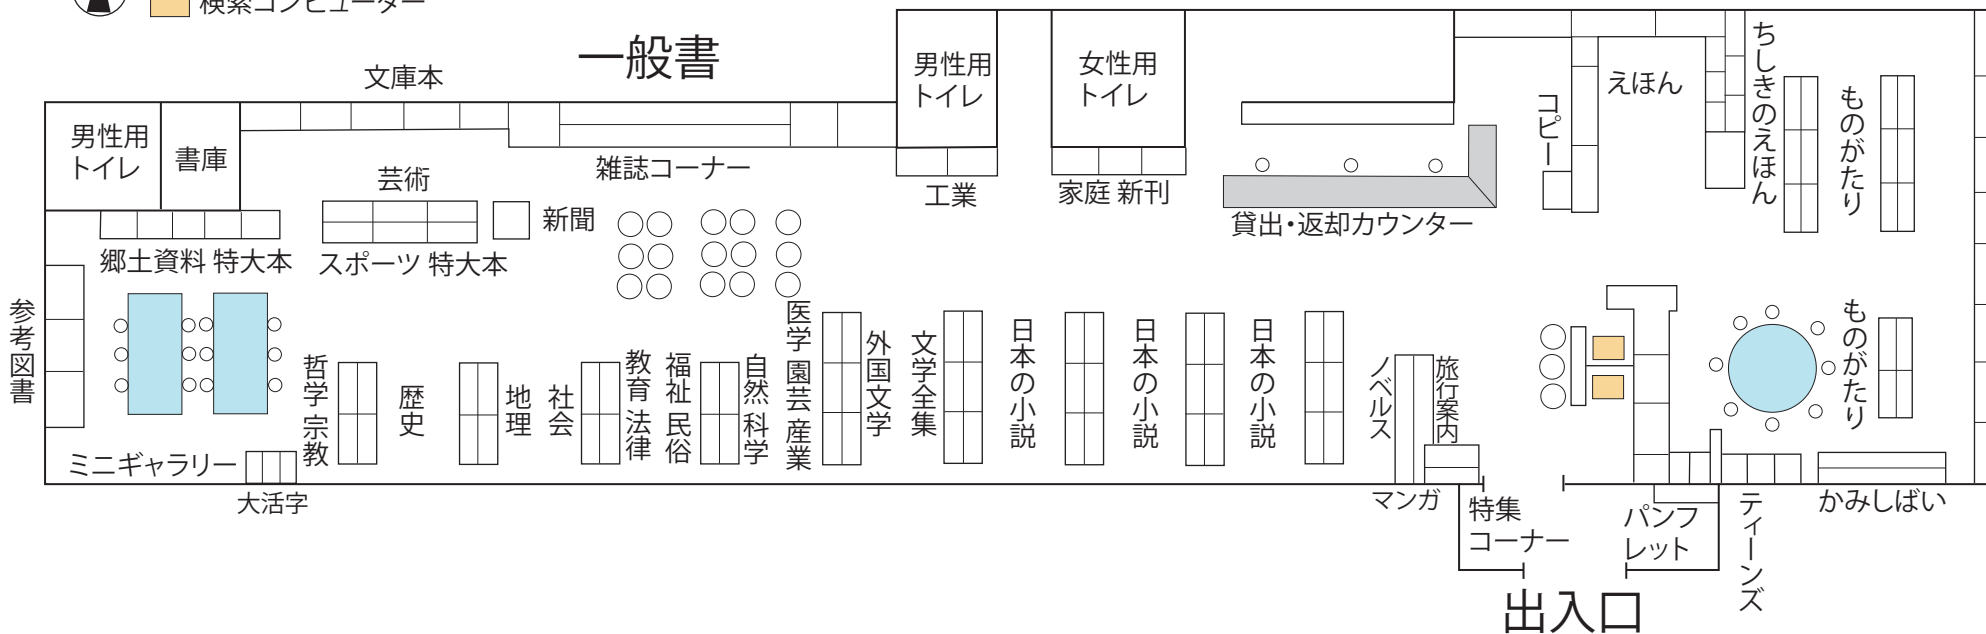 検索コンピューター
一般書
文庫本
男性用
トイレ
書庫
芸術
新聞
雑誌コーナー
男性用
トイレ
工業
女性用
トイレ
家庭 新刊
貸出・返却カウンター
コピー
えほん
ちしきのえほん
ものがたり
郷土資料 特大本
スポーツ 特大本
参考図書
哲学 宗教
歴史
地理
社会
教育 法律
福祉 民俗
自然 科学
医学 園芸 産業
外国文学
文学全集
日本の小説
日本の小説
日本の小説
ノベルス
旅行案内
ものがたり
ミニギャラリー
大活字
マンガ
特集
コーナー
パンフ
レット
ティーンズ
かみしばい
出入口